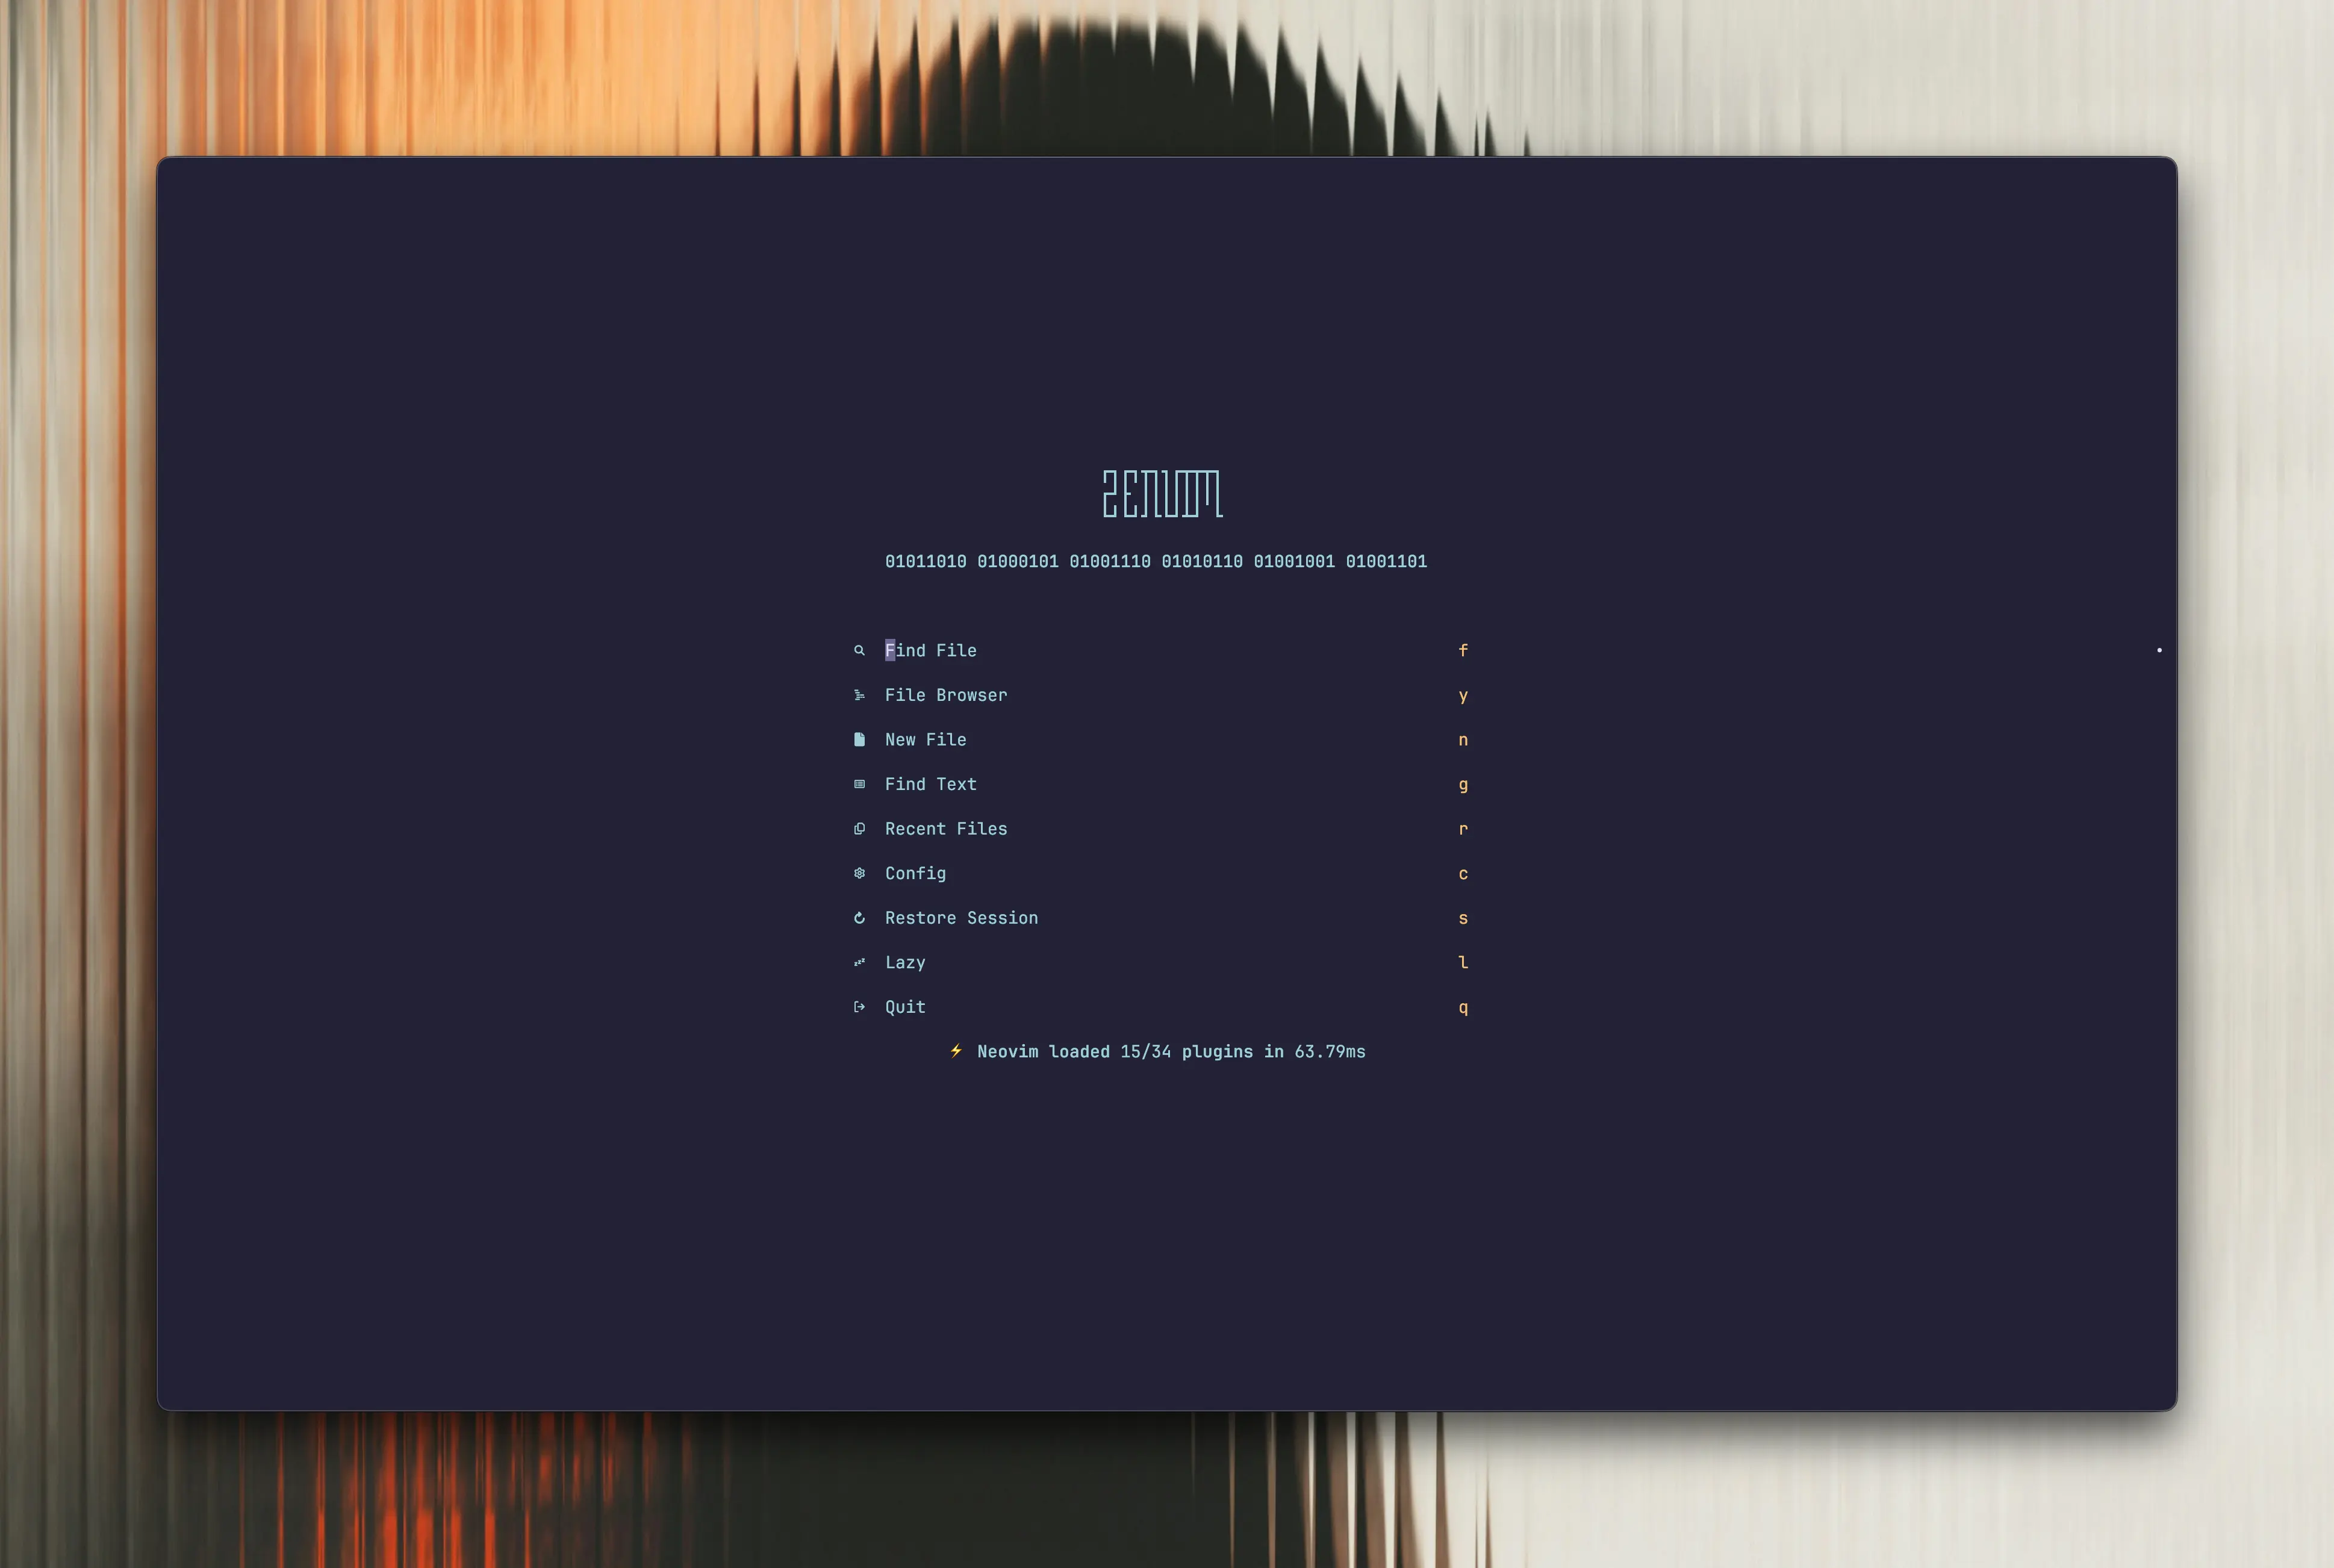 ZENVIM
01011010 01000101 01001110 01010110 01001001 01001101
Find File f
File Browser y
New File n
Find Text g
Recent Files r
Config c
Restore Session s
Lazy l
Quit q
⚡ Neovim loaded 15/34 plugins in 63.79ms